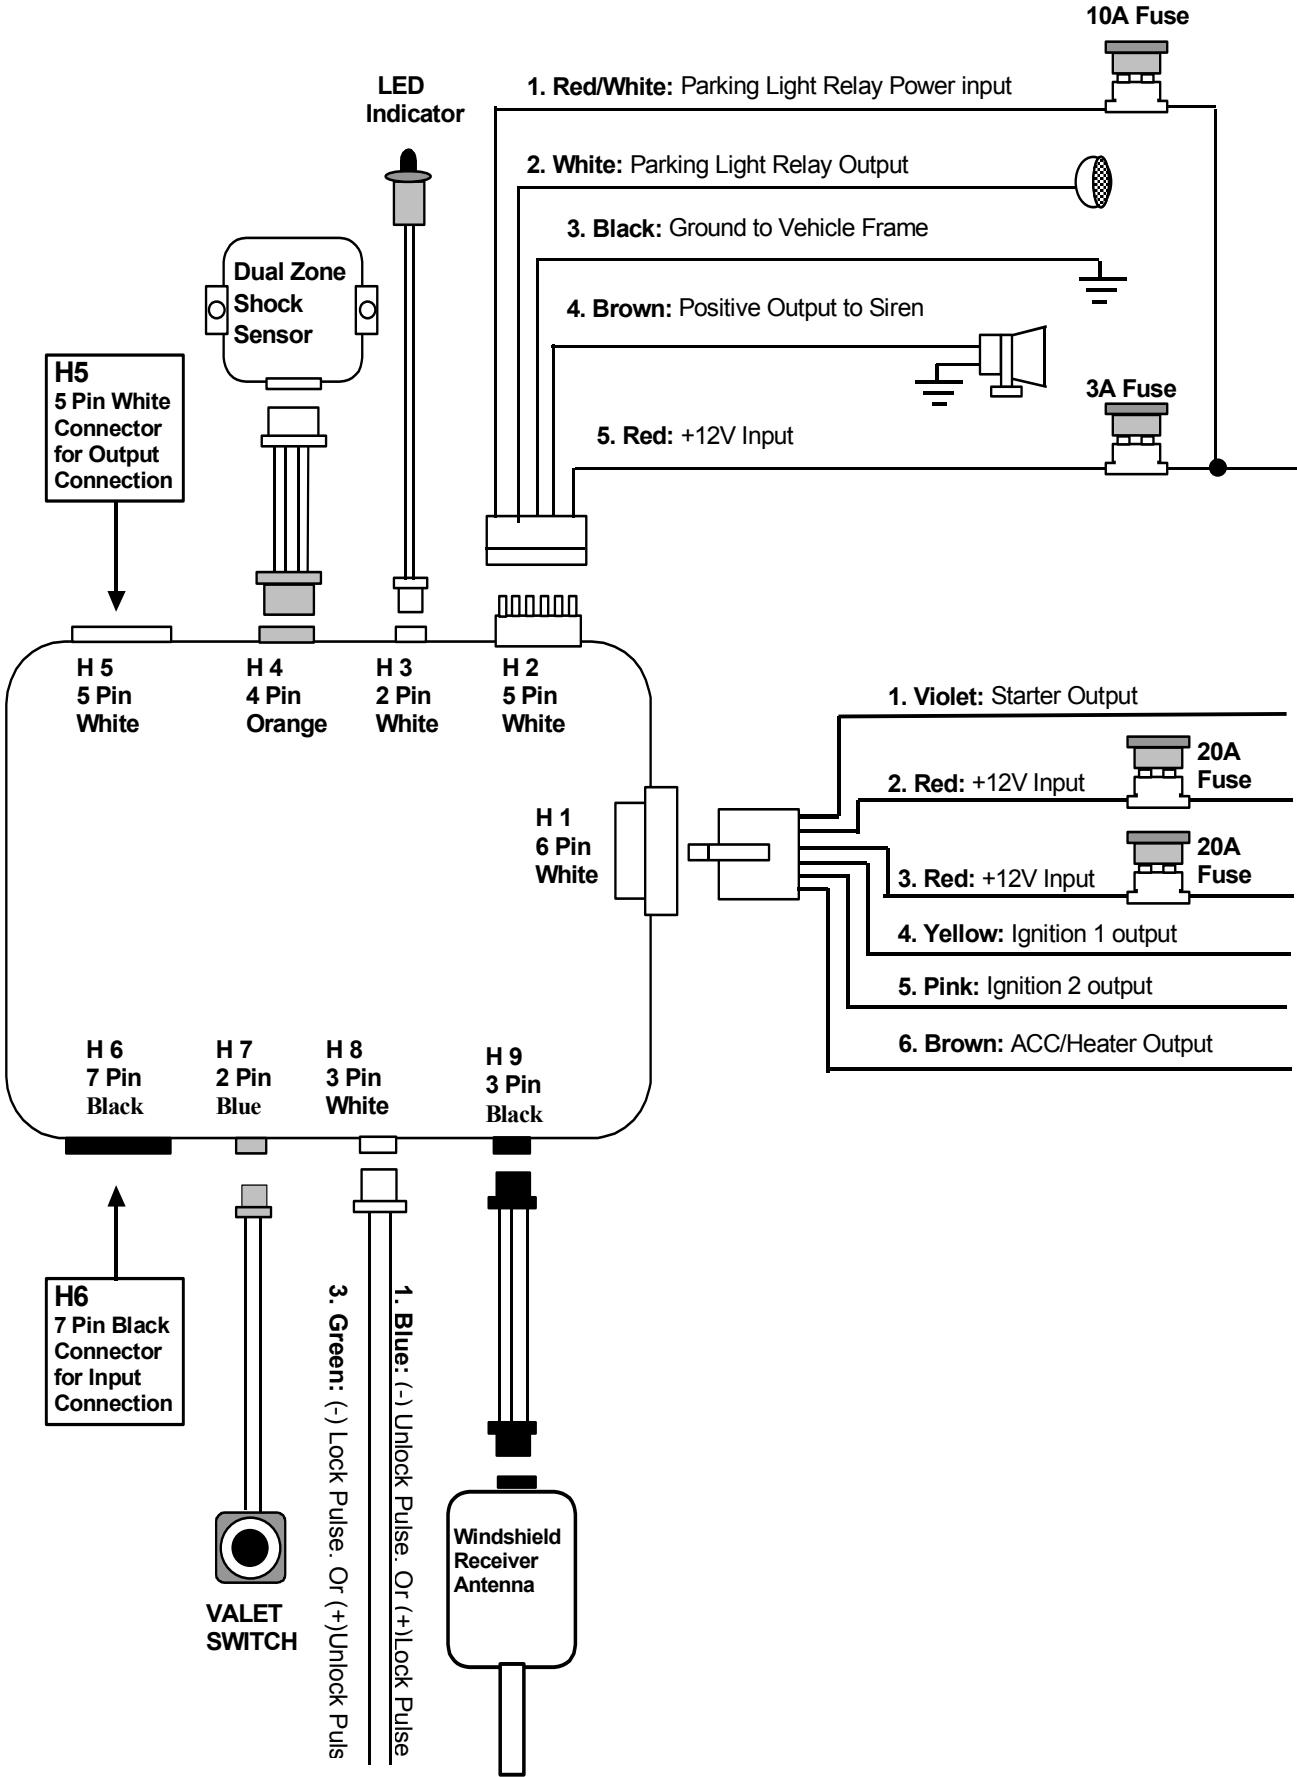 10A Fuse
LED
Indicator
1. Red/White: Parking Light Relay Power input
2. White: Parking Light Relay Output
3. Black: Ground to Vehicle Frame
Dual Zone
Shock
Sensor
4. Brown: Positive Output to Siren
H5
5 Pin White
Connector
for Output
Connection
3A Fuse
5. Red: +12V Input
H 5
5 Pin
White
H 4
4 Pin
Orange
H 3
2 Pin
White
H 2
5 Pin
White
1. Violet: Starter Output
20A
Fuse
2. Red: +12V Input
H 1
6 Pin
White
20A
Fuse
3. Red: +12V Input
4. Yellow: Ignition 1 output
5. Pink: Ignition 2 output
6. Brown: ACC/Heater Output
H 6
7 Pin
Black
H 7
2 Pin
Blue
H 8
3 Pin
White
H 9
3 Pin
Black
H6
7 Pin Black
Connector
for Input
Connection
1. Blue: (-) Unlock Pulse. Or (+)Lock Pulse
3. Green: (-) Lock Pulse. Or (+)Unlock Puls
VALET
SWITCH
Windshield
Receiver
Antenna